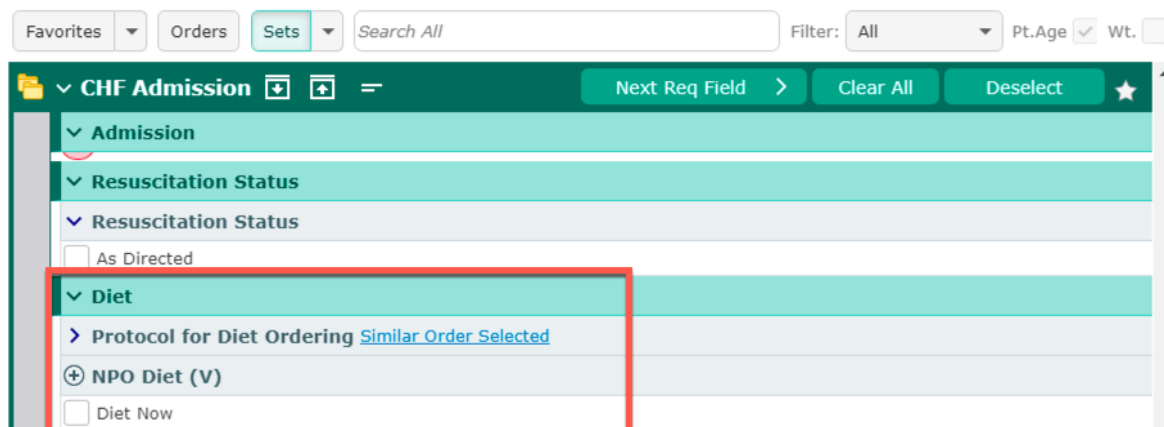 Favorites Orders Sets Search All Filter: All Pt.Age Wt.
CHF Admission Next Req Field Clear All Deselect
Admission
Resuscitation Status
Resuscitation Status
As Directed
Diet
Protocol for Diet Ordering Similar Order Selected
NPO Diet (V)
Diet Now